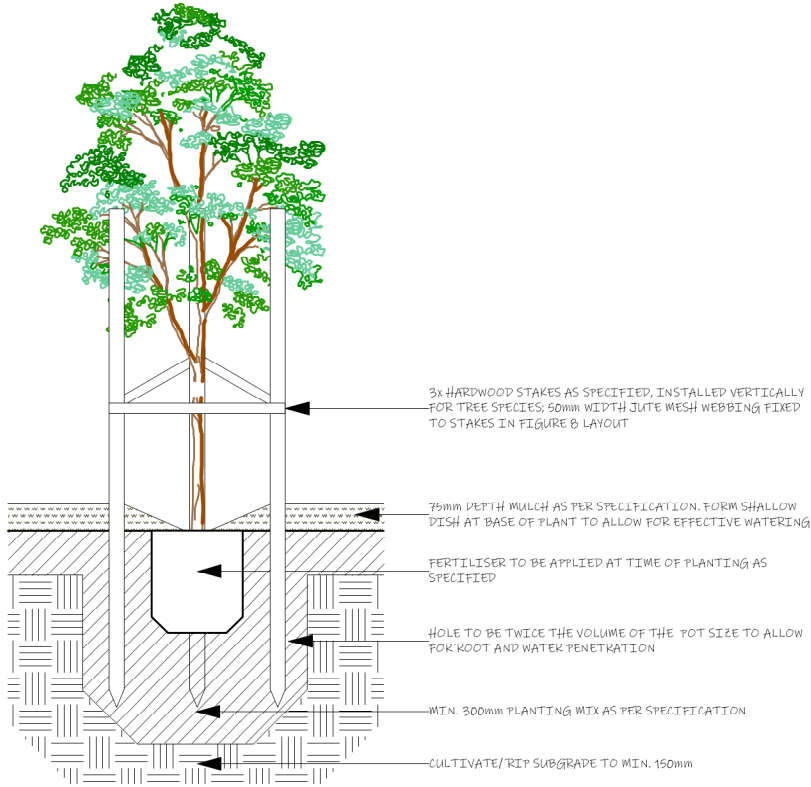 3x HARDWOOD STAKES AS SPECIFIED, INSTALLED VERTICALLY
FOR TREE SPECIES; 50mm WIDTH JUTE MESH WEBBING FIXED
TO STAKES IN FIGURE 8 LAYOUT
75mm DEPTH MULCH AS PER SPECIFICATION. FORM SHALLOW
DISH AT BASE OF PLANT TO ALLOW FOR EFFECTIVE WATERING
FERTILISER TO BE APPLIED AT TIME OF PLANTING AS
SPECIFIED
HOLE TO BE TWICE THE VOLUME OF THE POT SIZE TO ALLOW
FOR ROOT AND WATER PENETRATION
MIN. 300mm PLANTING MIX AS PER SPECIFICATION
CULTIVATE/RIP SUBGRADE TO MIN. 150mm